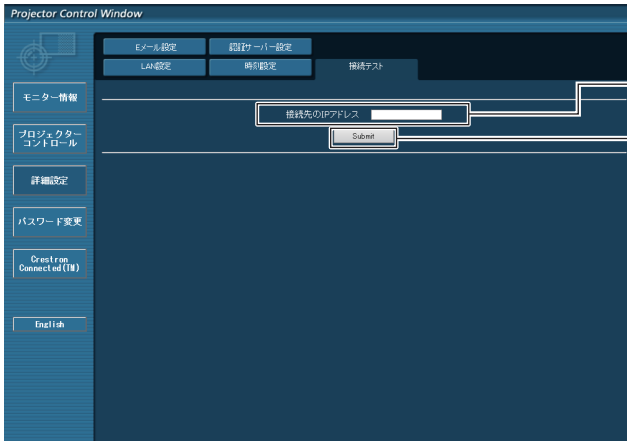 Projector Control Window
Eメール設定
認証サーバー設定
LAN設定
時刻設定
接続テスト
モニター情報
プロジェクター
コントロール
詳細設定
パスワード変更
Crestron
Connected(TM)
English
接続先のIPアドレス
Submit